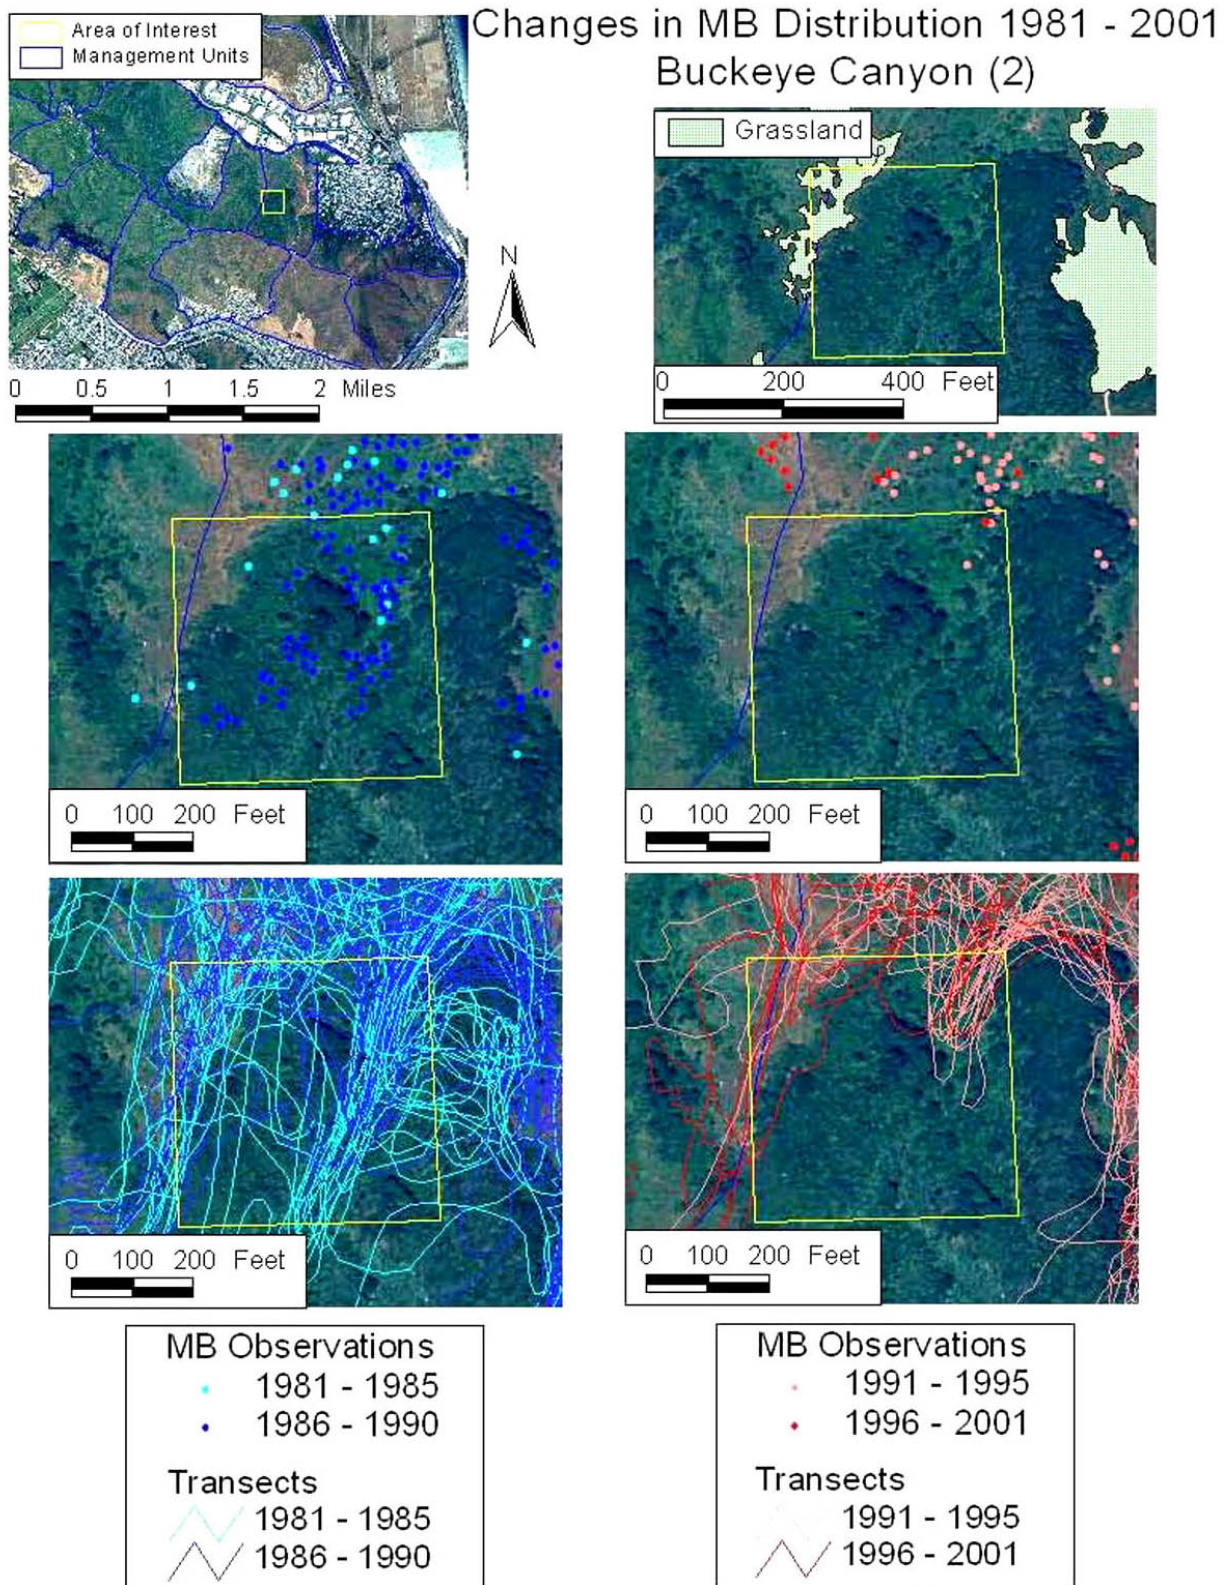 Changes in MB Distribution 1981 - 2001
Buckeye Canyon (2)
Area of Interest
Management Units
N
0 0.5 1 1.5 2 Miles
Grassland
0 200 400 Feet
0 100 200 Feet
0 100 200 Feet
0 100 200 Feet
0 100 200 Feet
MB Observations
1981 - 1985
1986 - 1990
Transects
1981 - 1985
1986 - 1990
MB Observations
1991 - 1995
1996 - 2001
Transects
1991 - 1995
1996 - 2001